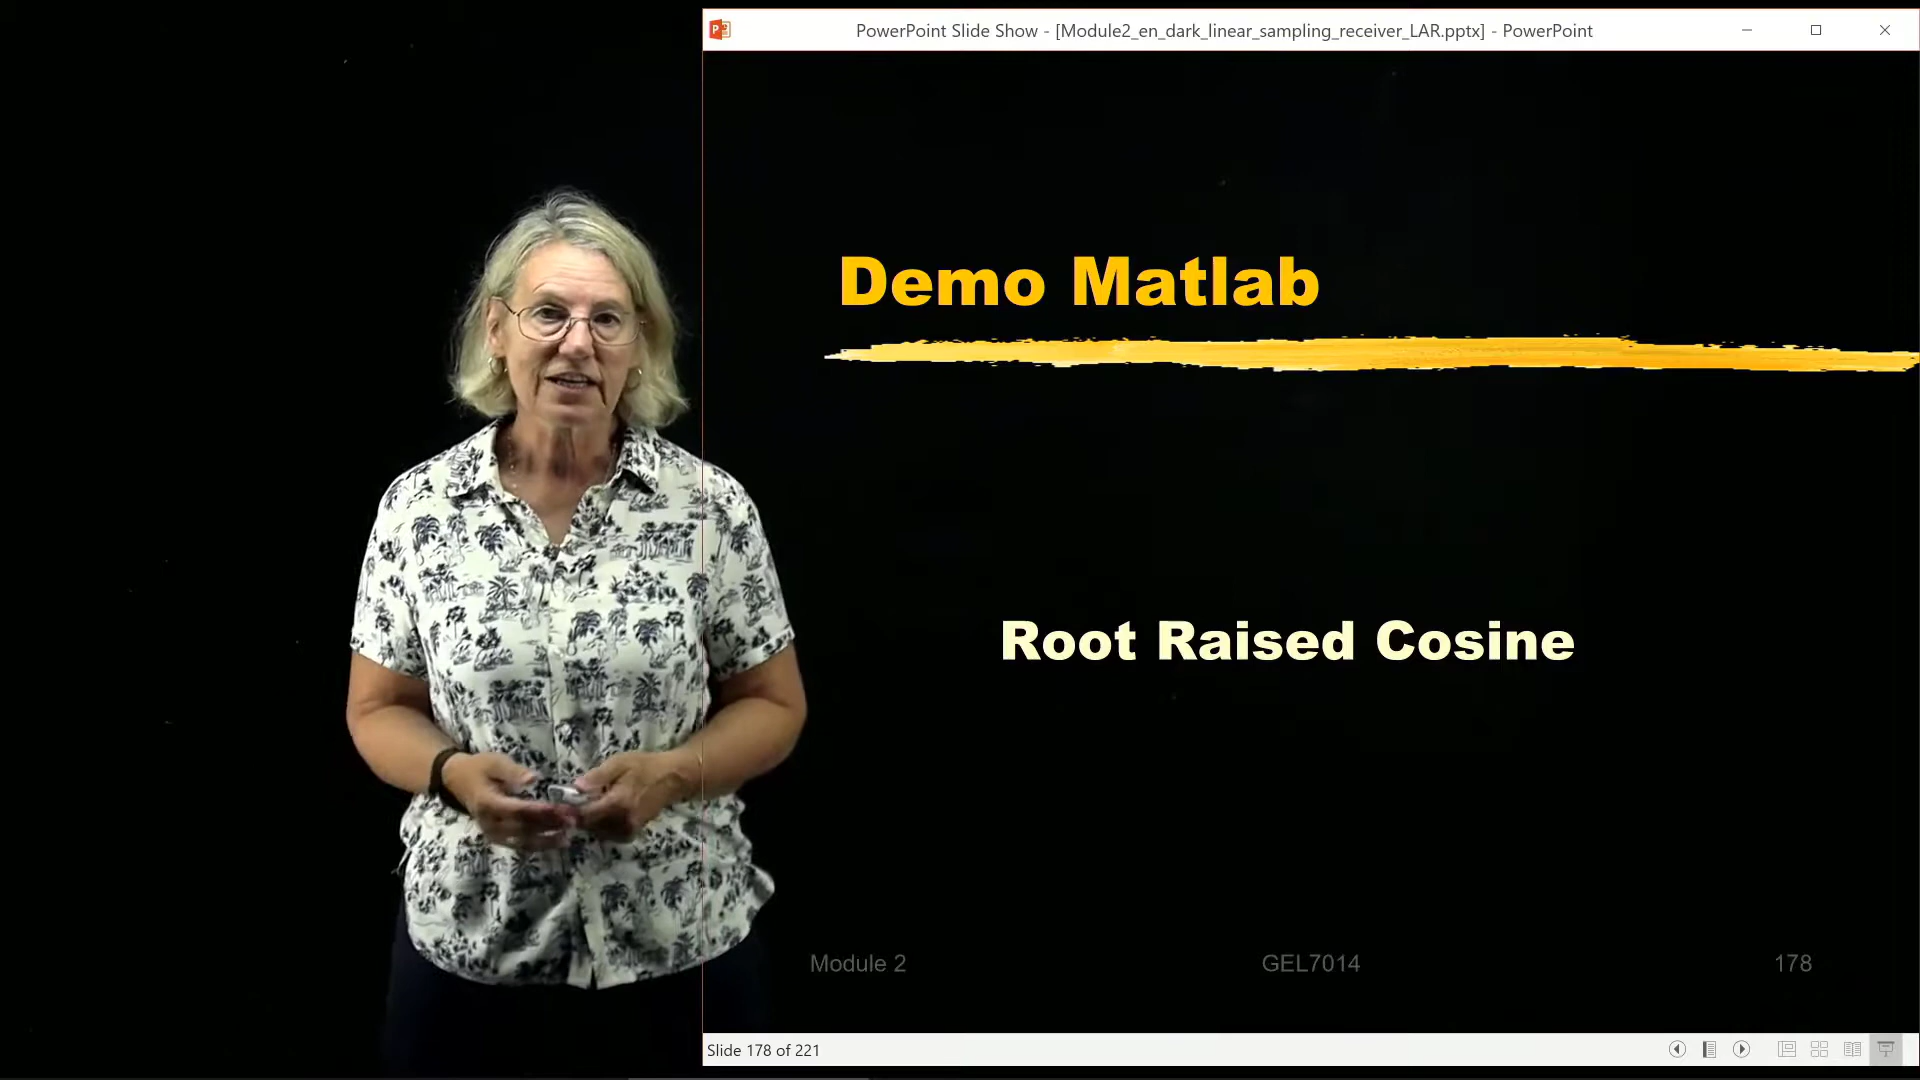 PowerPoint Slide Show - [Module2_en_dark_linear_sampling_receiver_LAR.pptx] - PowerPoint
Demo Matlab
Root Raised Cosine
Module 2 GEL7014 178
Slide 178 of 221